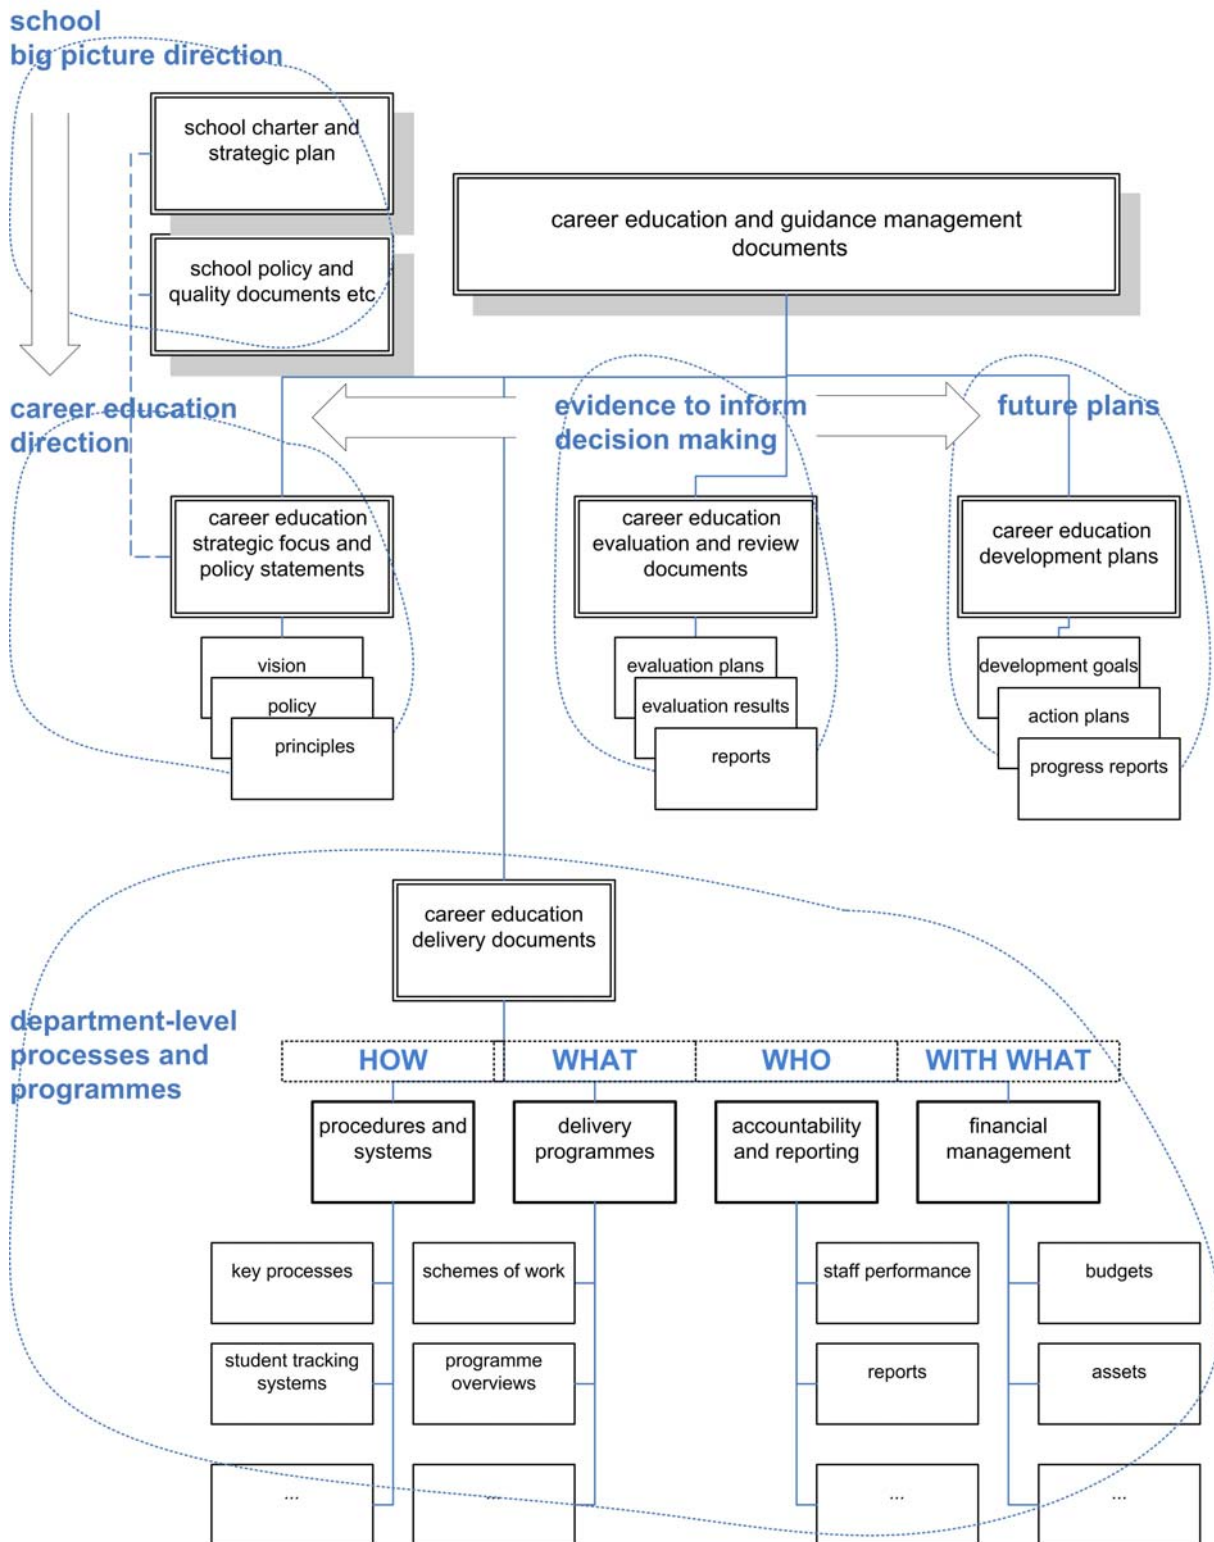 school
big picture direction
school charter and
strategic plan
career education and guidance management
documents
school policy and
quality documents etc
career education
direction
evidence to inform
decision making
future plans
career education
strategic focus and
policy statements
career education
evaluation and review
documents
career education
development plans
vision
policy
principles
evaluation plans
evaluation results
reports
development goals
action plans
progress reports
career education
delivery documents
department-level
processes and
programmes
HOW
WHAT
WHO
WITH WHAT
procedures and
systems
delivery
programmes
accountability
and reporting
financial
management
key processes
schemes of work
staff performance
budgets
student tracking
systems
programme
overviews
reports
assets
...
...
...
...